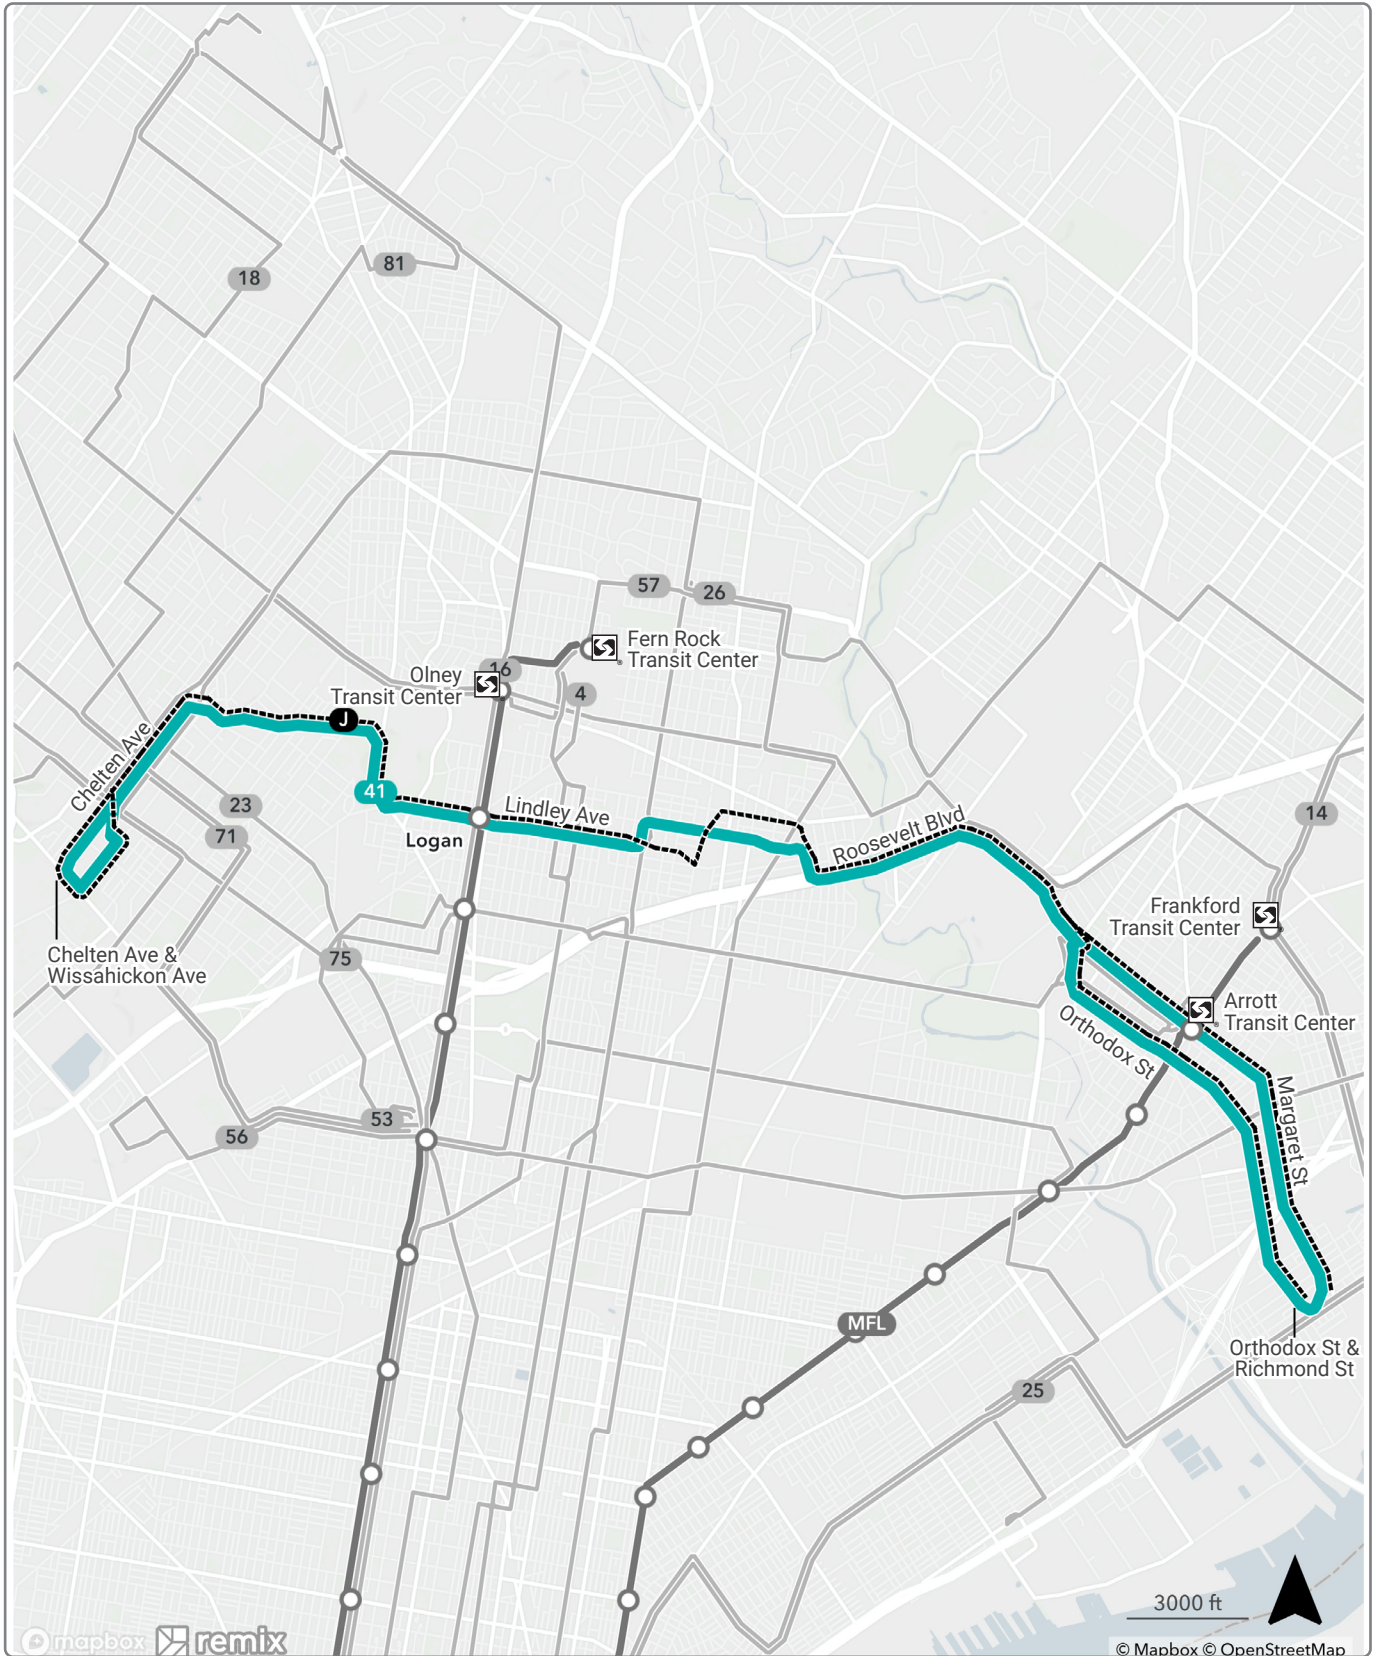 81
18
57
26
Fern Rock
Transit Center
16
Olney
Transit Center
4
J
Chelten Ave
41
23
Lindley Ave
71
Logan
Roosevelt Blvd
14
Frankford
Transit Center
Chelten Ave &
Wissahickon Ave
75
Arrott
Transit Center
Orthodox St
Margaret St
53
56
MFL
Orthodox St &
Richmond St
25
3000 ft
mapbox
remix
© Mapbox © OpenStreetMap